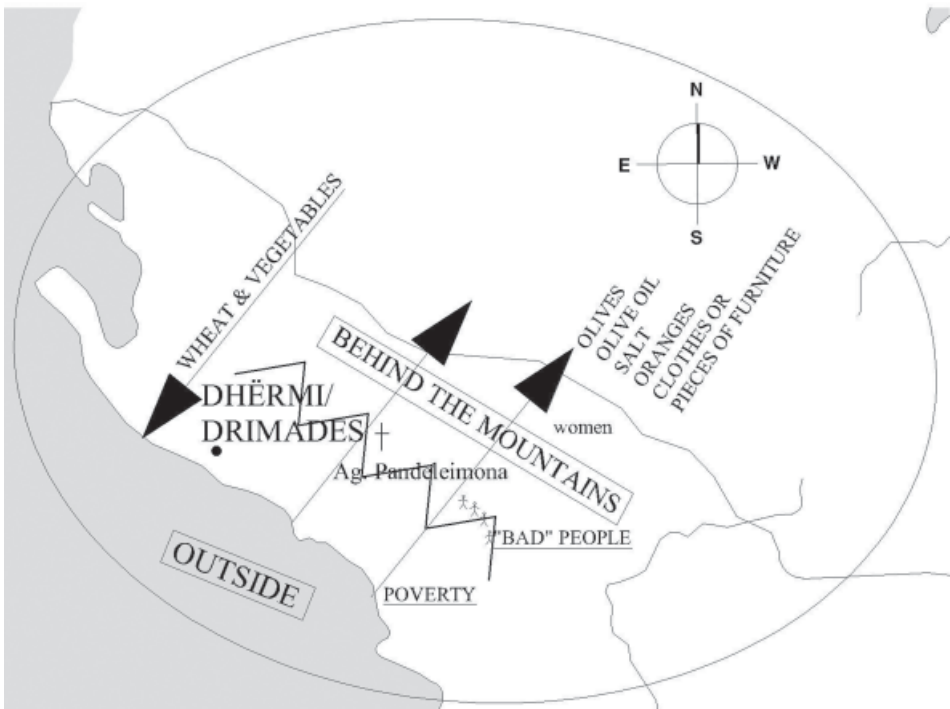 N
E
W
S
WHEAT & VEGETABLES
OLIVES
OLIVE OIL
SALT
ORANGES
CLOTHES OR
PIECES OF FURNITURE
BEHIND THE MOUNTAINS
DHËRMI/
DRIMADES
women
Ag. Pandeleimona
"BAD" PEOPLE
OUTSIDE
POVERTY